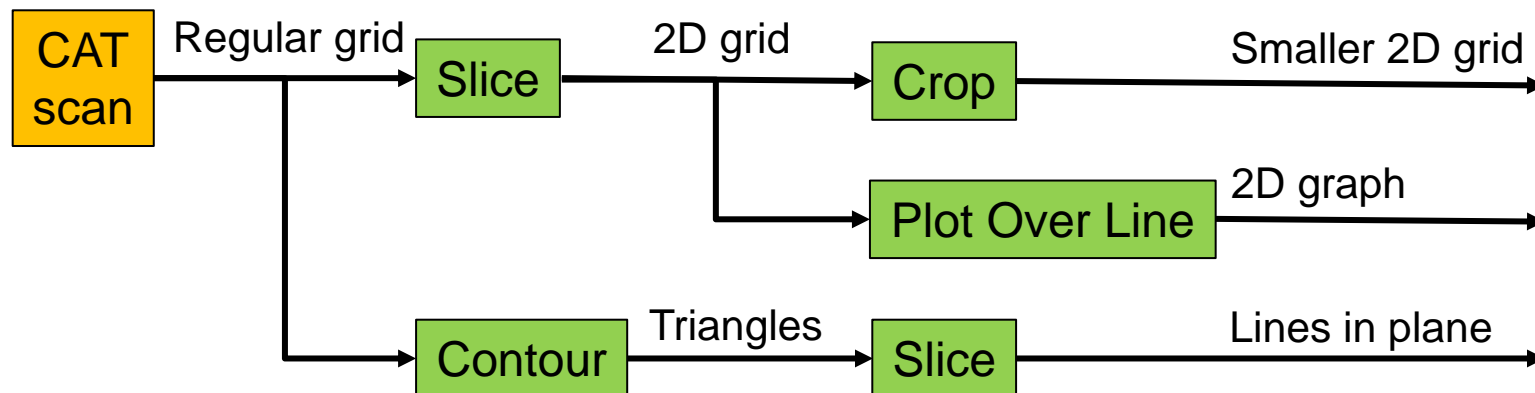 CAT
scan
Regular grid
Slice
2D grid
Crop
Smaller 2D grid
Plot Over Line
2D graph
Contour
Triangles
Slice
Lines in plane